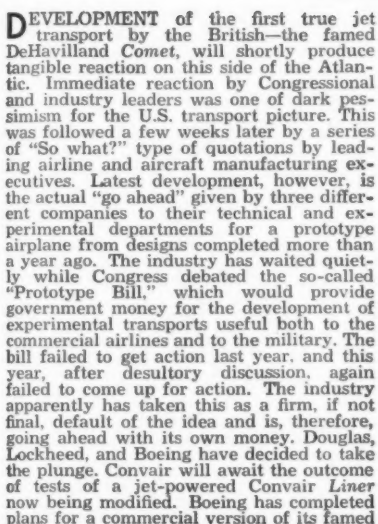 DEVELOPMENT of the first true jet
transport by the British—the famed
DeHavilland Comet, will shortly produce
tangible reaction on this side of the Atlan-
tic. Immediate reaction by Congressional
and industry leaders was one of dark pes-
simism for the U.S. transport picture. This
was followed a few weeks later by a series
of “So what?” type of quotations by lead-
ing airline and aircraft manufacturing ex-
ecutives. Latest development, however, is
the actual “go ahead” given by three differ-
ent companies to their technical and ex-
perimental departments for a prototype
airplane from designs completed more than
a year ago. The industry has waited quiet-
ly while Congress debated the so-called
“Prototype Bill,” which would provide
government money for the development of
experimental transports useful both to the
commercial airlines and to the military. The
bill failed to get action last year. and this
year, after desultory discussion, again
failed to come up for action. The industry
apparently has taken this as a firm, if not
final, default of the idea and is, therefore,
going ahead with its own money. Douglas,
Lockheed, and Boeing have decided to take
the plunge. Convair will await the outcome
of tests of a jet-powered Convair Liner
now being modified. Boeing has completed
plans for a commercial version of its famed